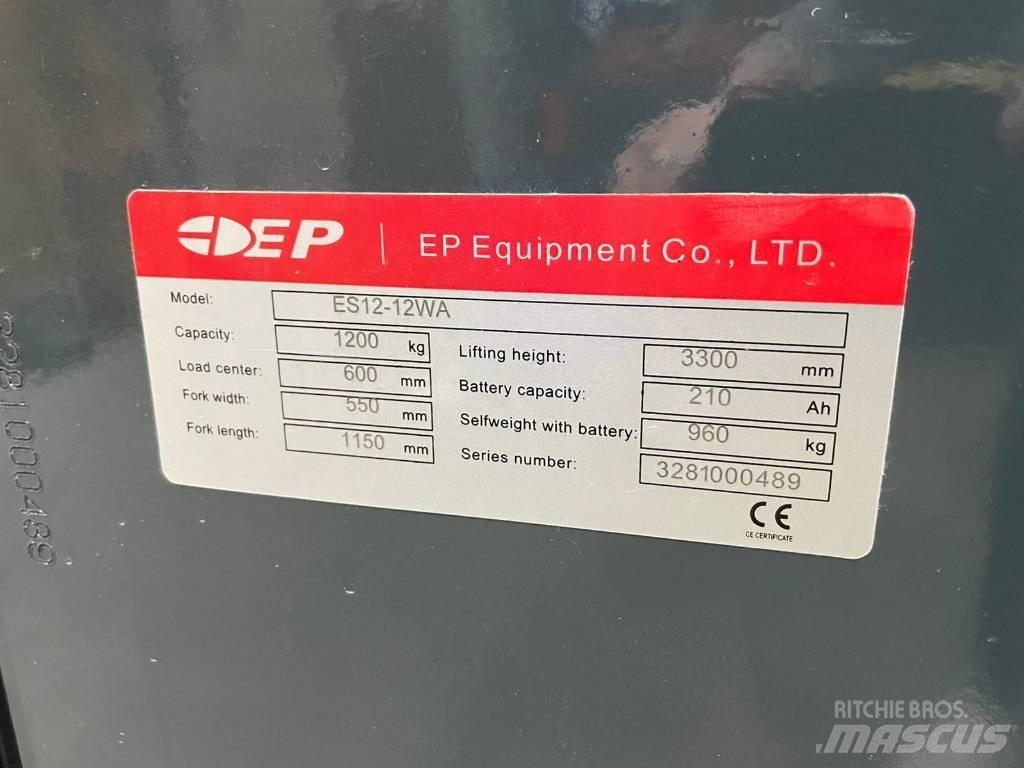 EP | EP Equipment Co., LTD.
Model: ES12-12WA
Capacity: 1200 kg
Load center: 600 mm
Fork width: 550 mm
Fork length: 1150 mm
Lifting height: 3300 mm
Battery capacity: 210 Ah
Selfweight with battery: 960 kg
Series number: 3281000489
CE
CE CERTIFICATE
3281000489
RITCHIE BROS.
MASCUS